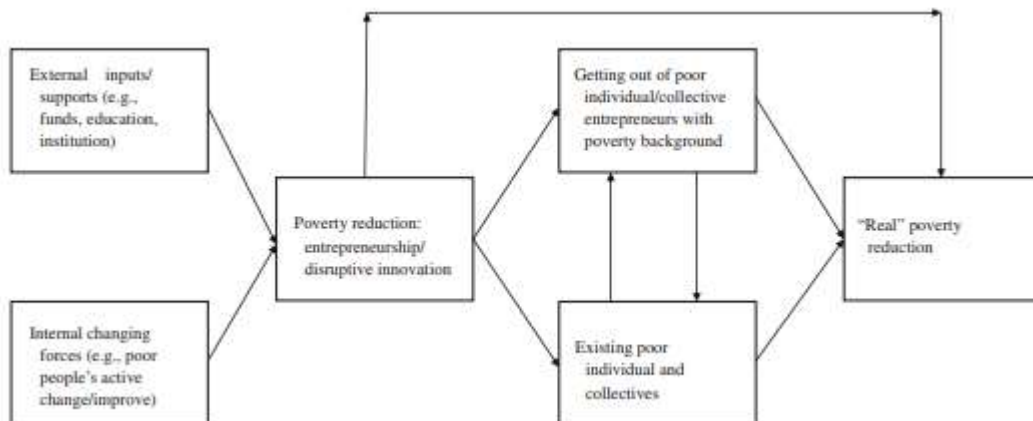 External inputs/
supports (e.g.,
funds, education,
institution)
Internal changing
forces (e.g., poor
people's active
change/improve)
Poverty reduction:
entrepreneurship/
disruptive innovation
Getting out of poor
individual/collective
entrepreneurs with
poverty background
Existing poor
individual and
collectives
“Real” poverty
reduction